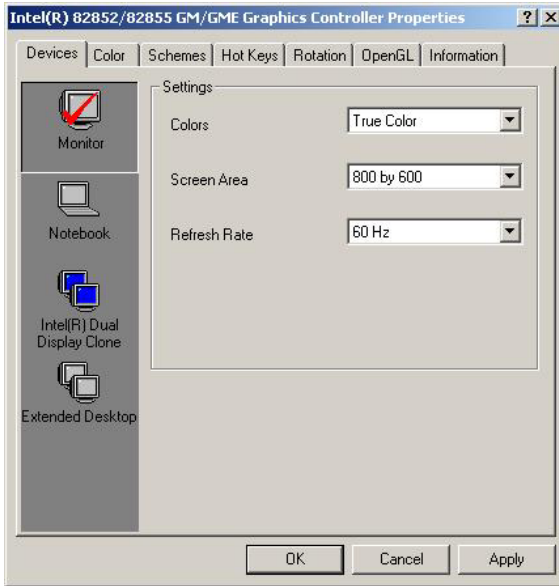 Intel(R) 82852/82855 GM/GME Graphics Controller Properties
Devices Color Schemes Hot Keys Rotation OpenGL Information
Monitor
Notebook
Intel(R) Dual
Display Clone
Extended Desktop
Settings
Colors True Color
Screen Area 800 by 600
Refresh Rate 60 Hz
OK Cancel Apply